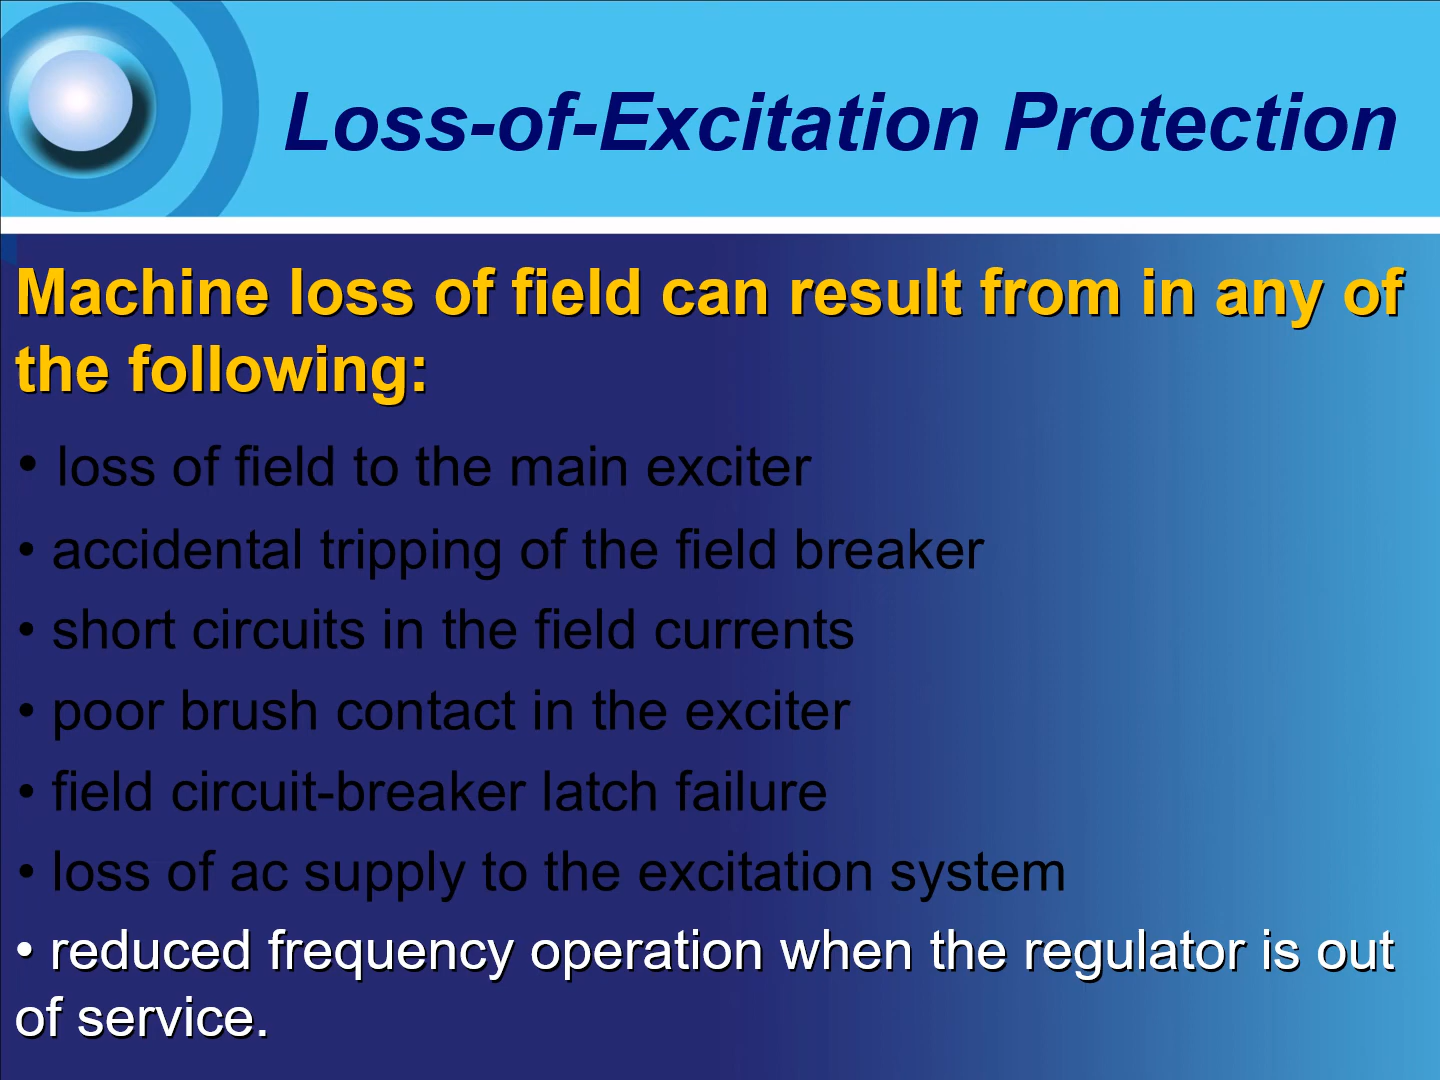 Loss-of-Excitation Protection
Machine loss of field can result from in any of
the following:
• loss of field to the main exciter
• accidental tripping of the field breaker
• short circuits in the field currents
• poor brush contact in the exciter
• field circuit-breaker latch failure
• loss of ac supply to the excitation system
• reduced frequency operation when the regulator is out
of service.